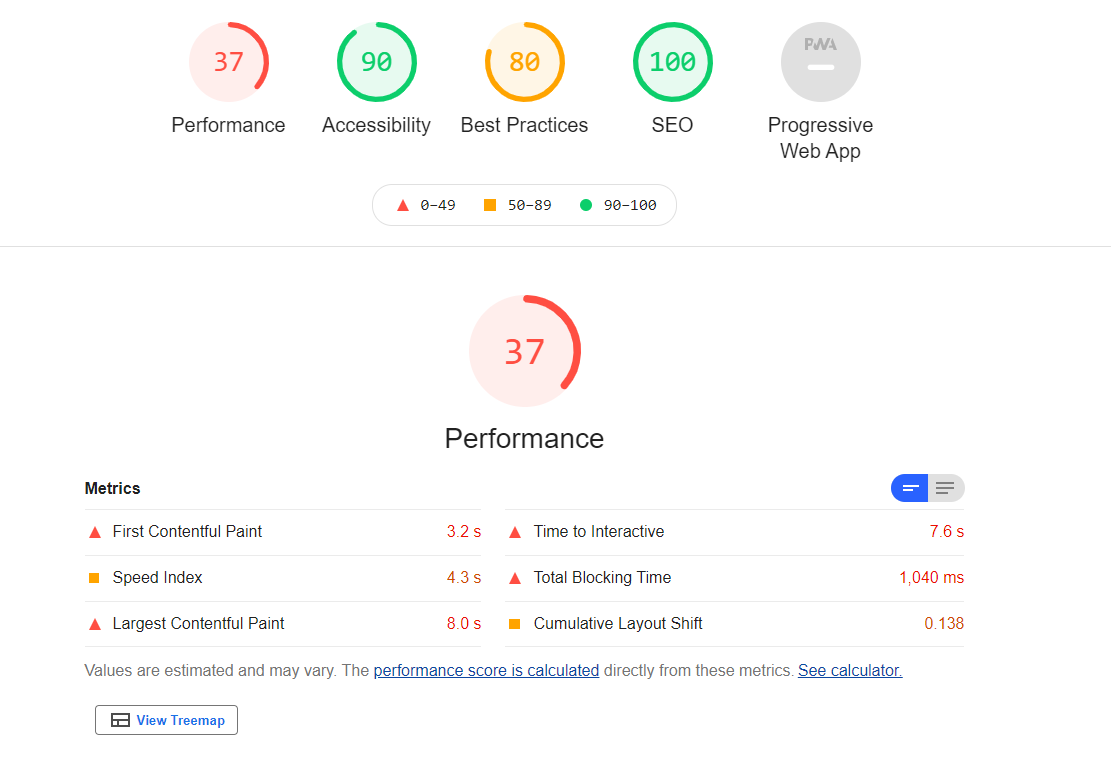 37 90 80 100 PWA
Performance Accessibility Best Practices SEO Progressive
Web App
0–49 50–89 90–100
37
Performance
Metrics
First Contentful Paint 3.2 s Time to Interactive 7.6 s
Speed Index 4.3 s Total Blocking Time 1,040 ms
Largest Contentful Paint 8.0 s Cumulative Layout Shift 0.138
Values are estimated and may vary. The performance score is calculated directly from these metrics. See calculator.
View Treemap